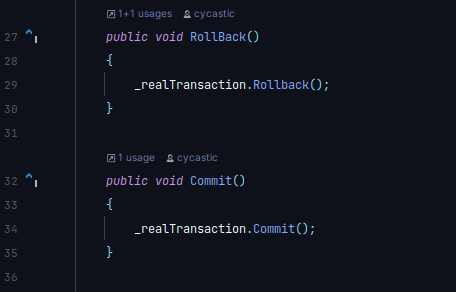 1+1 usages cycastic
27 public void RollBack()
28 {
29 _realTransaction.Rollback();
30 }
31
1 usage cycastic
32 public void Commit()
33 {
34 _realTransaction.Commit();
35 }
36